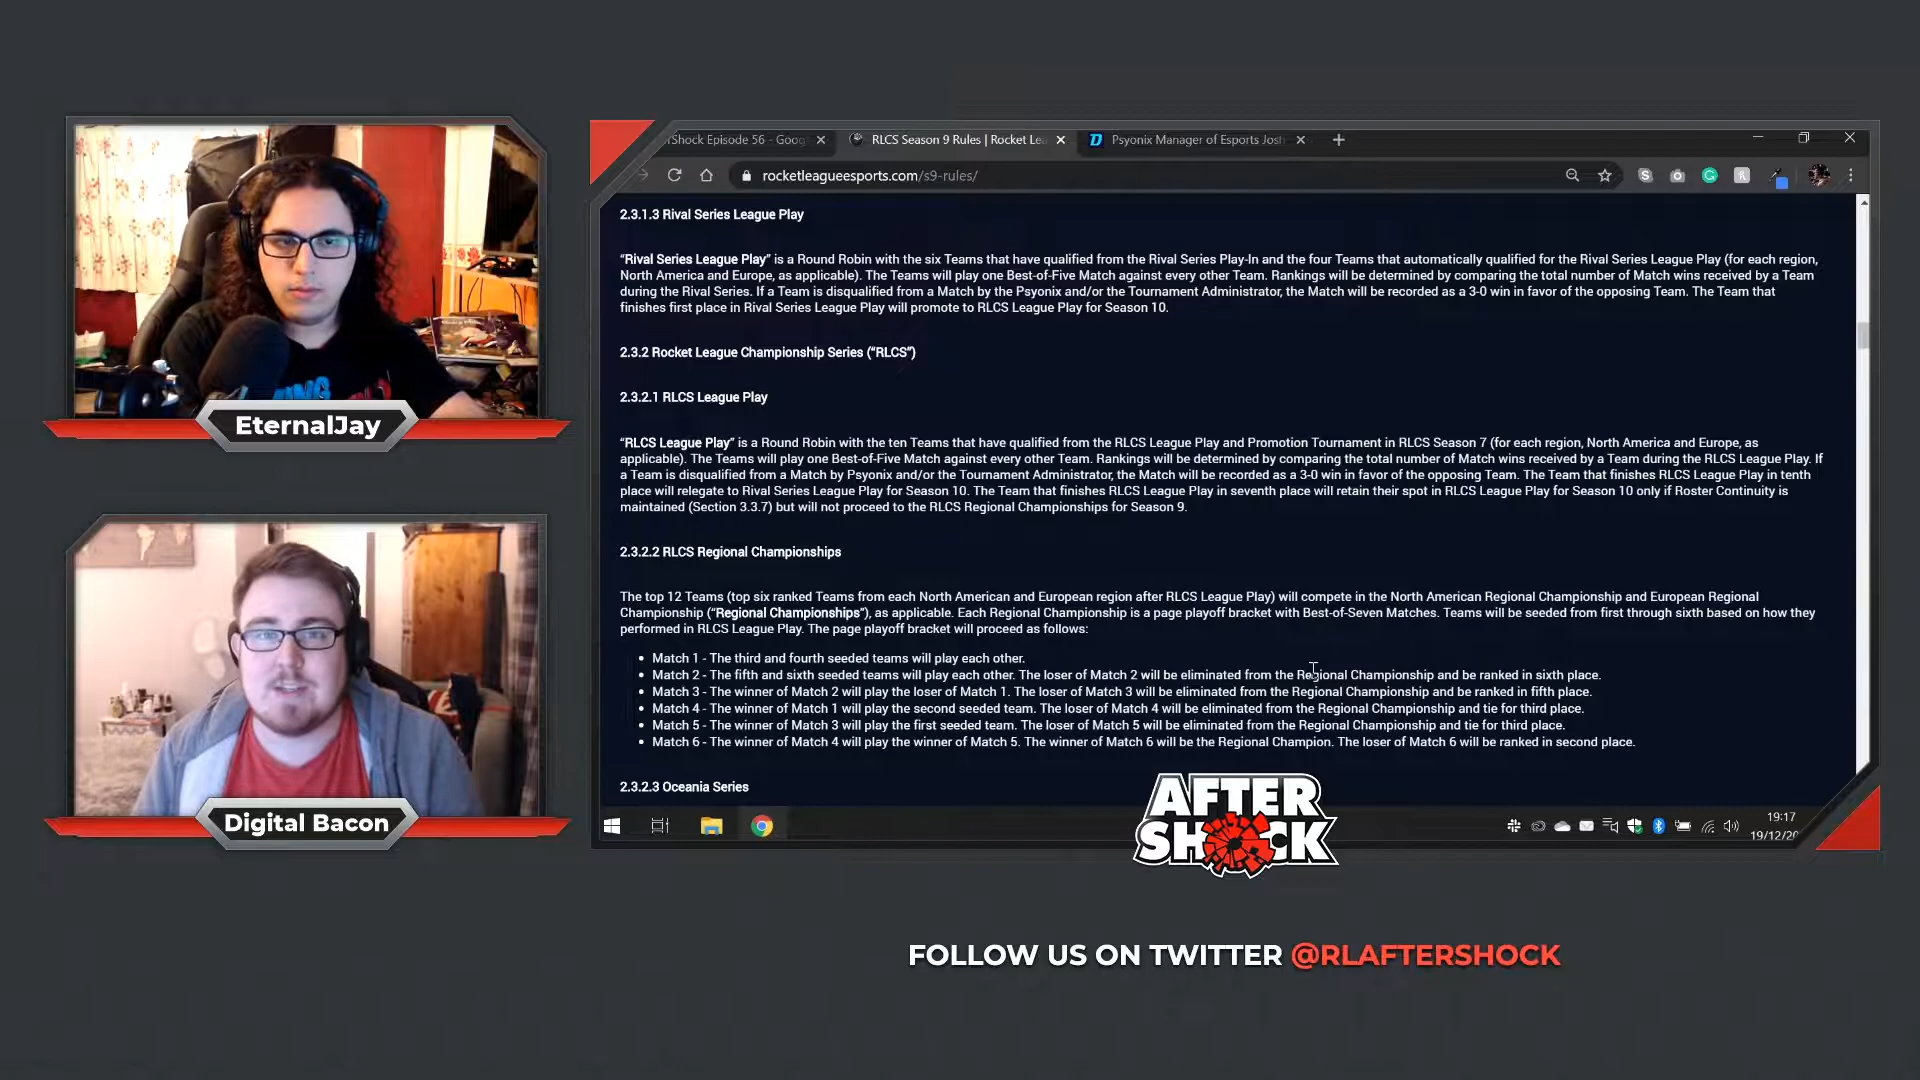 Shock Episode 56 - Goog
RLCS Season 9 Rules | Rocket Lea
Psyonix Manager of Esports Josh
rocketleagueesports.com/s9-rules/
2.3.1.3 Rival Series League Play
“Rival Series League Play” is a Round Robin with the six Teams that have qualified from the Rival Series Play-In and the four Teams that automatically qualified for the Rival Series League Play (for each region,
North America and Europe, as applicable). The Teams will play one Best-of-Five Match against every other Team. Rankings will be determined by comparing the total number of Match wins received by a Team
during the Rival Series. If a Team is disqualified from a Match by the Psyonix and/or the Tournament Administrator, the Match will be recorded as a 3-0 win in favor of the opposing Team. The Team that
finishes first place in Rival Series League Play will promote to RLCS League Play for Season 10.
2.3.2 Rocket League Championship Series (“RLCS”)
2.3.2.1 RLCS League Play
“RLCS League Play” is a Round Robin with the ten Teams that have qualified from the RLCS League Play and Promotion Tournament in RLCS Season 7 (for each region, North America and Europe, as
applicable). The Teams will play one Best-of-Five Match against every other Team. Rankings will be determined by comparing the total number of Match wins received by a Team during the RLCS League Play. If
a Team is disqualified from a Match by Psyonix and/or the Tournament Administrator, the Match will be recorded as a 3-0 win in favor of the opposing Team. The Team that finishes RLCS League Play in tenth
place will relegate to Rival Series League Play for Season 10. The Team that finishes RLCS League Play in seventh place will retain their spot in RLCS League Play for Season 10 only if Roster Continuity is
maintained (Section 3.3.7) but will not proceed to the RLCS Regional Championships for Season 9.
2.3.2.2 RLCS Regional Championships
The top 12 Teams (top six ranked Teams from each North American and European region after RLCS League Play) will compete in the North American Regional Championship and European Regional
Championship (“Regional Championships”), as applicable. Each Regional Championship is a page playoff bracket with Best-of-Seven Matches. Teams will be seeded from first through sixth based on how they
performed in RLCS League Play. The page playoff bracket will proceed as follows:
• Match 1 - The third and fourth seeded teams will play each other.
• Match 2 - The fifth and sixth seeded teams will play each other. The loser of Match 2 will be eliminated from the Regional Championship and be ranked in sixth place.
• Match 3 - The winner of Match 2 will play the loser of Match 1. The loser of Match 3 will be eliminated from the Regional Championship and be ranked in fifth place.
• Match 4 - The winner of Match 1 will play the second seeded team. The loser of Match 4 will be eliminated from the Regional Championship and tie for third place.
• Match 5 - The winner of Match 3 will play the first seeded team. The loser of Match 5 will be eliminated from the Regional Championship and tie for third place.
• Match 6 - The winner of Match 4 will play the winner of Match 5. The winner of Match 6 will be the Regional Champion. The loser of Match 6 will be ranked in second place.
2.3.2.3 Oceania Series
19:17
19/12/20
EternalJay
Digital Bacon
AFTER
SHOCK
FOLLOW US ON TWITTER @RLAFTERSHOCK